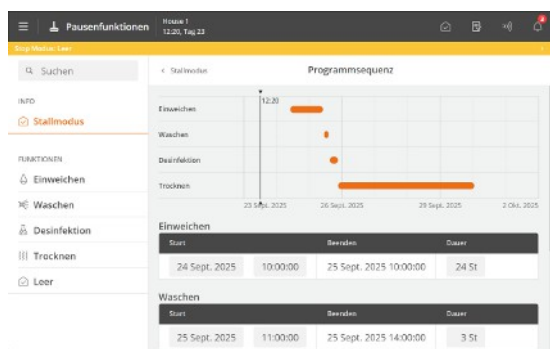 Pausenfunktionen
House 1
12:20, Tag 23
Stop Modus: Leer
Suchen
INFO
Stallmodus
FUNKTIONEN
Einweichen
Waschen
Desinfektion
Trocknen
Leer
Stallmodus
Programmsequenz
12:20
Einweichen
Waschen
Desinfektion
Trocknen
23 Sept. 2025 26 Sept. 2025 29 Sept. 2025 2 Okt. 2025
Einweichen
Start Beenden Dauer
24 Sept. 2025 10:00:00 25 Sept. 2025 10:00:00 24 St
Waschen
Start Beenden Dauer
25 Sept. 2025 11:00:00 25 Sept. 2025 14:00:00 3 St